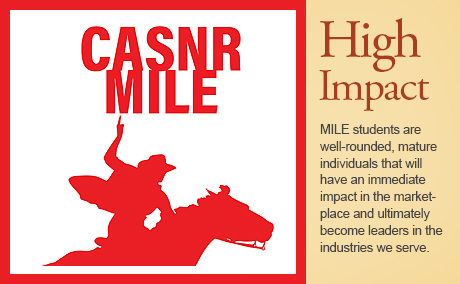 CASNR
MILE
High
Impact
MILE students are
well-rounded, mature
individuals that will
have an immediate
impact in the market-
place and ultimately
become leaders in the
industries we serve.